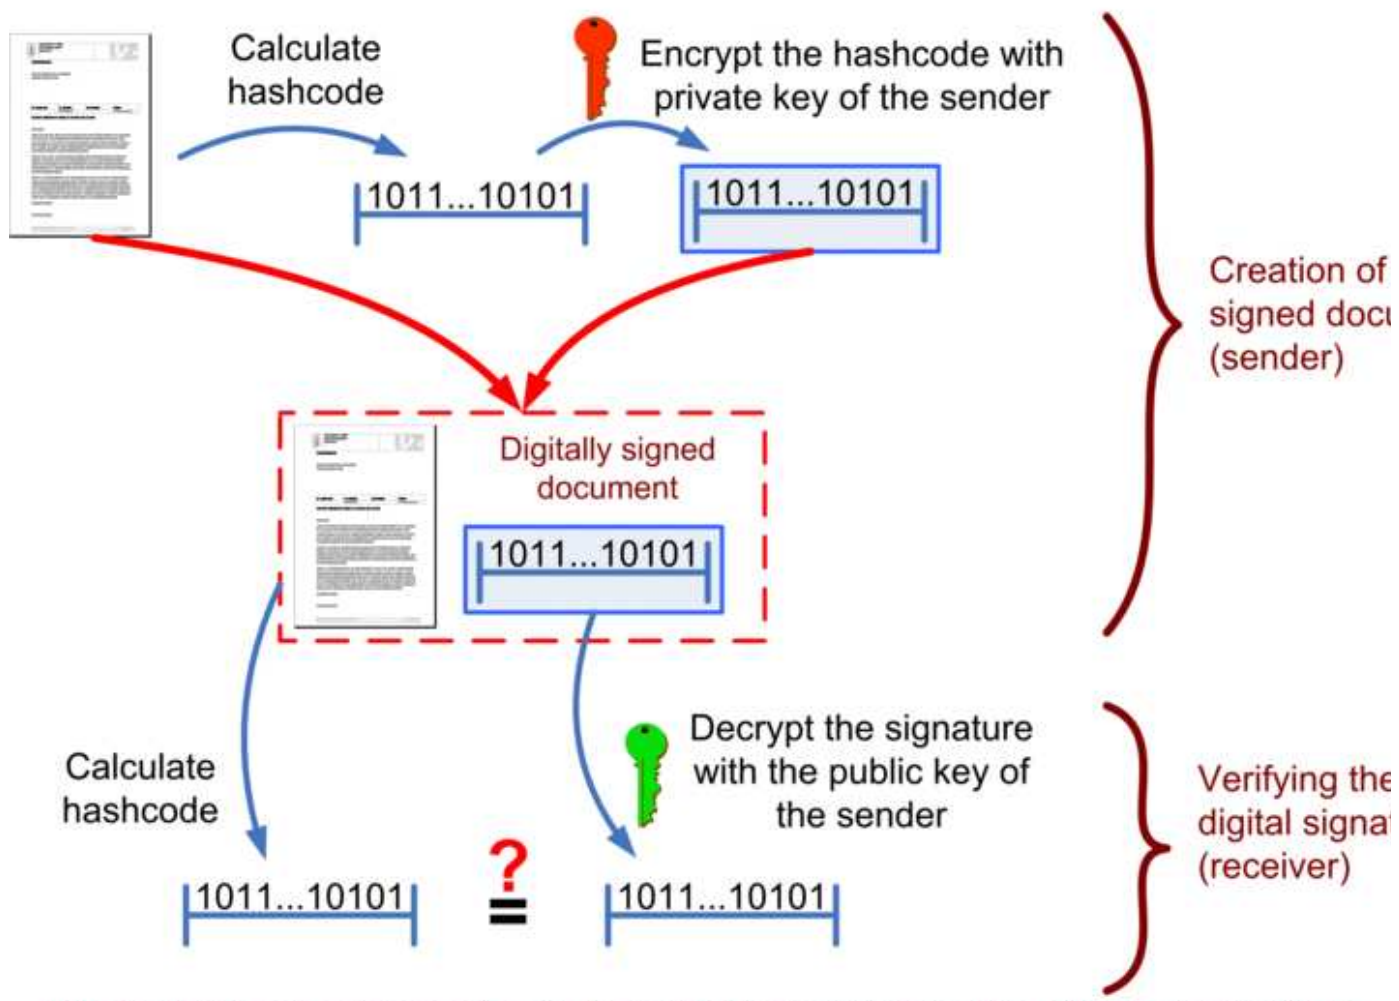 Calculate
hashcode
Encrypt the hashcode with
private key of the sender
1011...10101
1011...10101
Creation of
signed docu
(sender)
Digitally signed
document
1011...10101
Calculate
hashcode
Decrypt the signature
with the public key of
the sender
Verifying the
digital signat
(receiver)
1011...10101
?
=
1011...10101